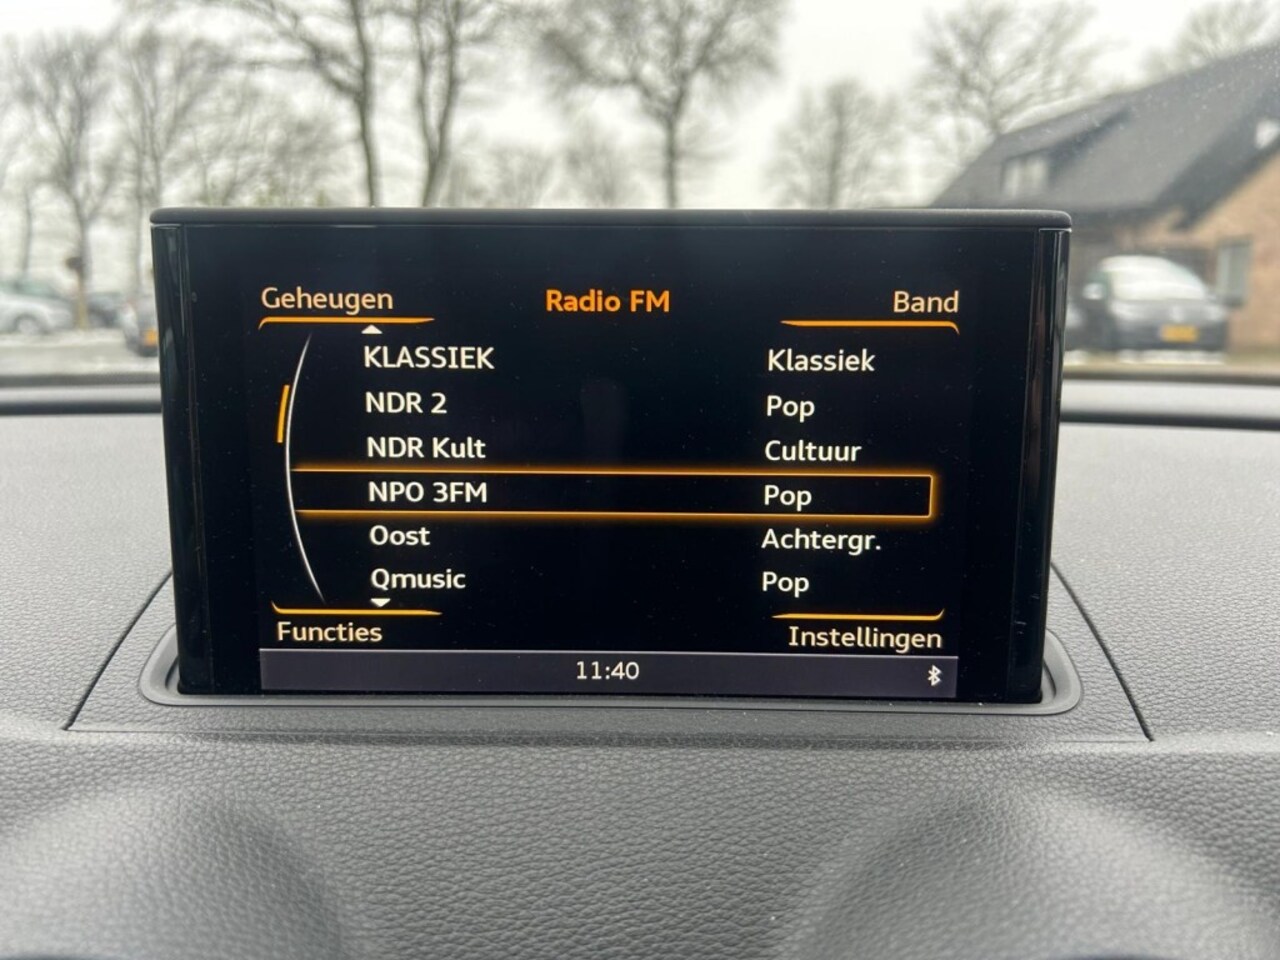 Geheugen Radio FM Band
KLASSIEK Klassiek
NDR 2 Pop
NDR Kult Cultuur
NPO 3FM Pop
Oost Achtergr.
Qmusic Pop
Functies Instellingen
11:40